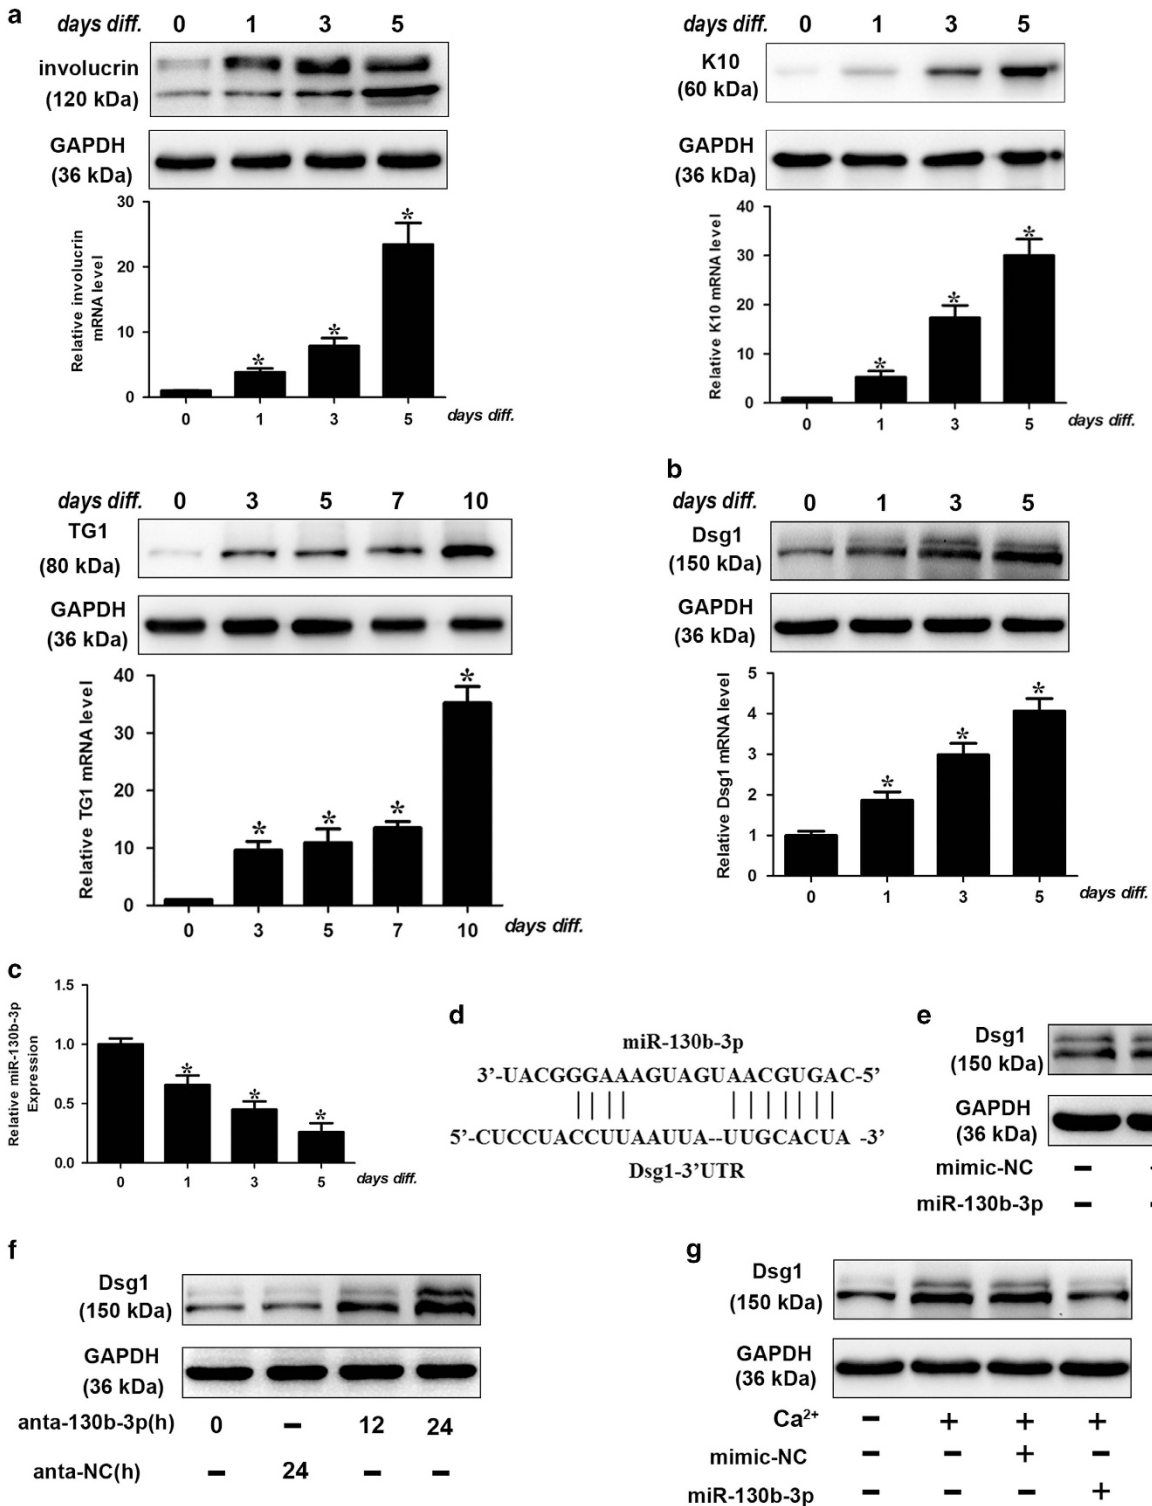 a
days diff. 0 1 3 5
involucrin
(120 kDa)
GAPDH
(36 kDa)
Relative involucrin
mRNA level
30
20
10
0
* * *
0 1 3 5 days diff.
0 1 3 5
days diff.
K10
(60 kDa)
GAPDH
(36 kDa)
Relative K10 mRNA level
40
30
20
10
0
* * *
0 1 3 5 days diff.
days diff. 0 3 5 7 10
TG1
(80 kDa)
GAPDH
(36 kDa)
Relative TG1 mRNA level
40
30
20
10
0
* * * *
0 3 5 7 10 days diff.
b
days diff. 0 1 3 5
Dsg1
(150 kDa)
GAPDH
(36 kDa)
Relative Dsg1 mRNA level
5
4
3
2
1
0
* * *
0 1 3 5 days diff.
c
Relative miR-130b-3p
Expression
1.5
1.0
0.5
0.0
* * *
0 1 3 5 days diff.
d
miR-130b-3p
3’-UACGGGAAAGUAGUAACGUGAC-5’
5’-CUCCUACCUUAAUUA--UUGCACUA -3’
Dsg1-3’UTR
e
Dsg1
(150 kDa)
GAPDH
(36 kDa)
mimic-NC –
miR-130b-3p –
f
Dsg1
(150 kDa)
GAPDH
(36 kDa)
anta-130b-3p(h) 0 – 12 24
anta-NC(h) – 24 – –
g
Dsg1
(150 kDa)
GAPDH
(36 kDa)
Ca²⁺ – + + +
mimic-NC – – + –
miR-130b-3p – – – +